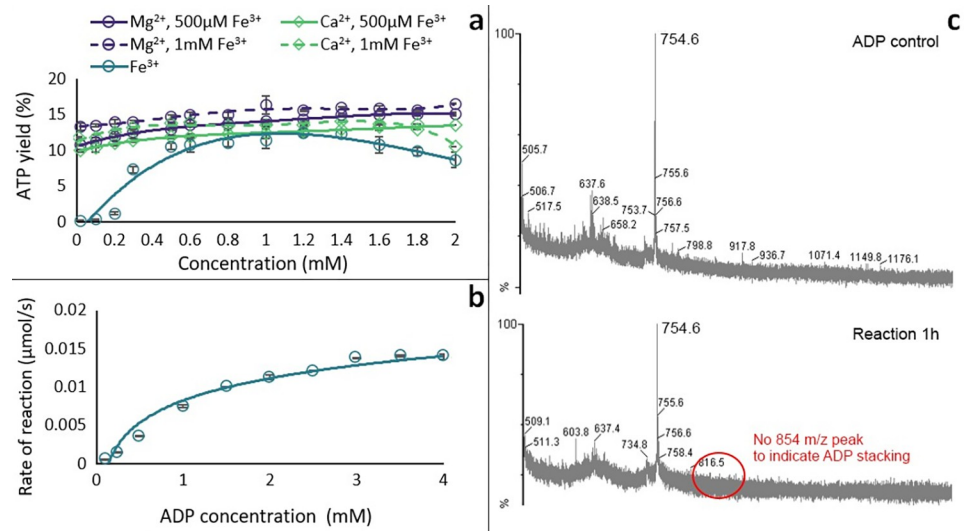 Mg²⁺, 500µM Fe³⁺
Ca²⁺, 500µM Fe³⁺
Mg²⁺, 1mM Fe³⁺
Ca²⁺, 1mM Fe³⁺
Fe³⁺
a
ATP yield (%)
20
15
10
5
0
0 0.2 0.4 0.6 0.8 1 1.2 1.4 1.6 1.8 2
Concentration (mM)
b
Rate of reaction (µmol/s)
0.02
0.015
0.01
0.005
0
0 1 2 3 4
ADP concentration (mM)
c
ADP control
100
%
754.6
505.7
506.7
517.5
637.6
638.5
658.2
753.7
755.6
756.6
757.5
798.8
917.8
936.7
1071.4
1149.8
1176.1
Reaction 1h
100
%
754.6
509.1
511.3
603.8
637.4
734.8
755.6
756.6
758.4
816.5
No 854 m/z peak
to indicate ADP stacking